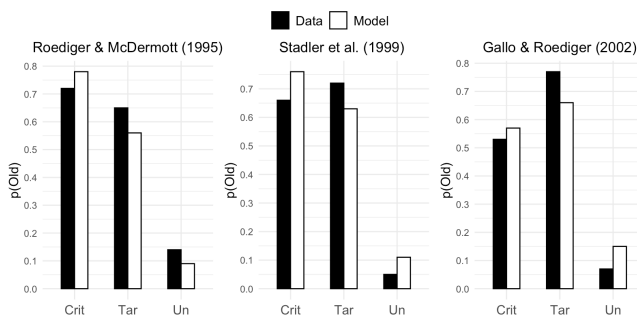 Data Model
Roediger & McDermott (1995)
p(Old)
0.8
0.7
0.6
0.5
0.4
0.3
0.2
0.1
0.0
Crit Tar Un
Stadler et al. (1999)
p(Old)
0.7
0.6
0.5
0.4
0.3
0.2
0.1
0.0
Crit Tar Un
Gallo & Roediger (2002)
p(Old)
0.8
0.7
0.6
0.5
0.4
0.3
0.2
0.1
0.0
Crit Tar Un